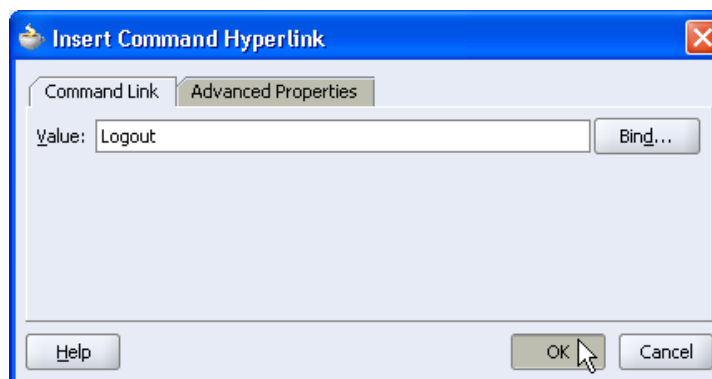 Insert Command Hyperlink
Command Link Advanced Properties
Value: Logout Bind...
Help OK Cancel